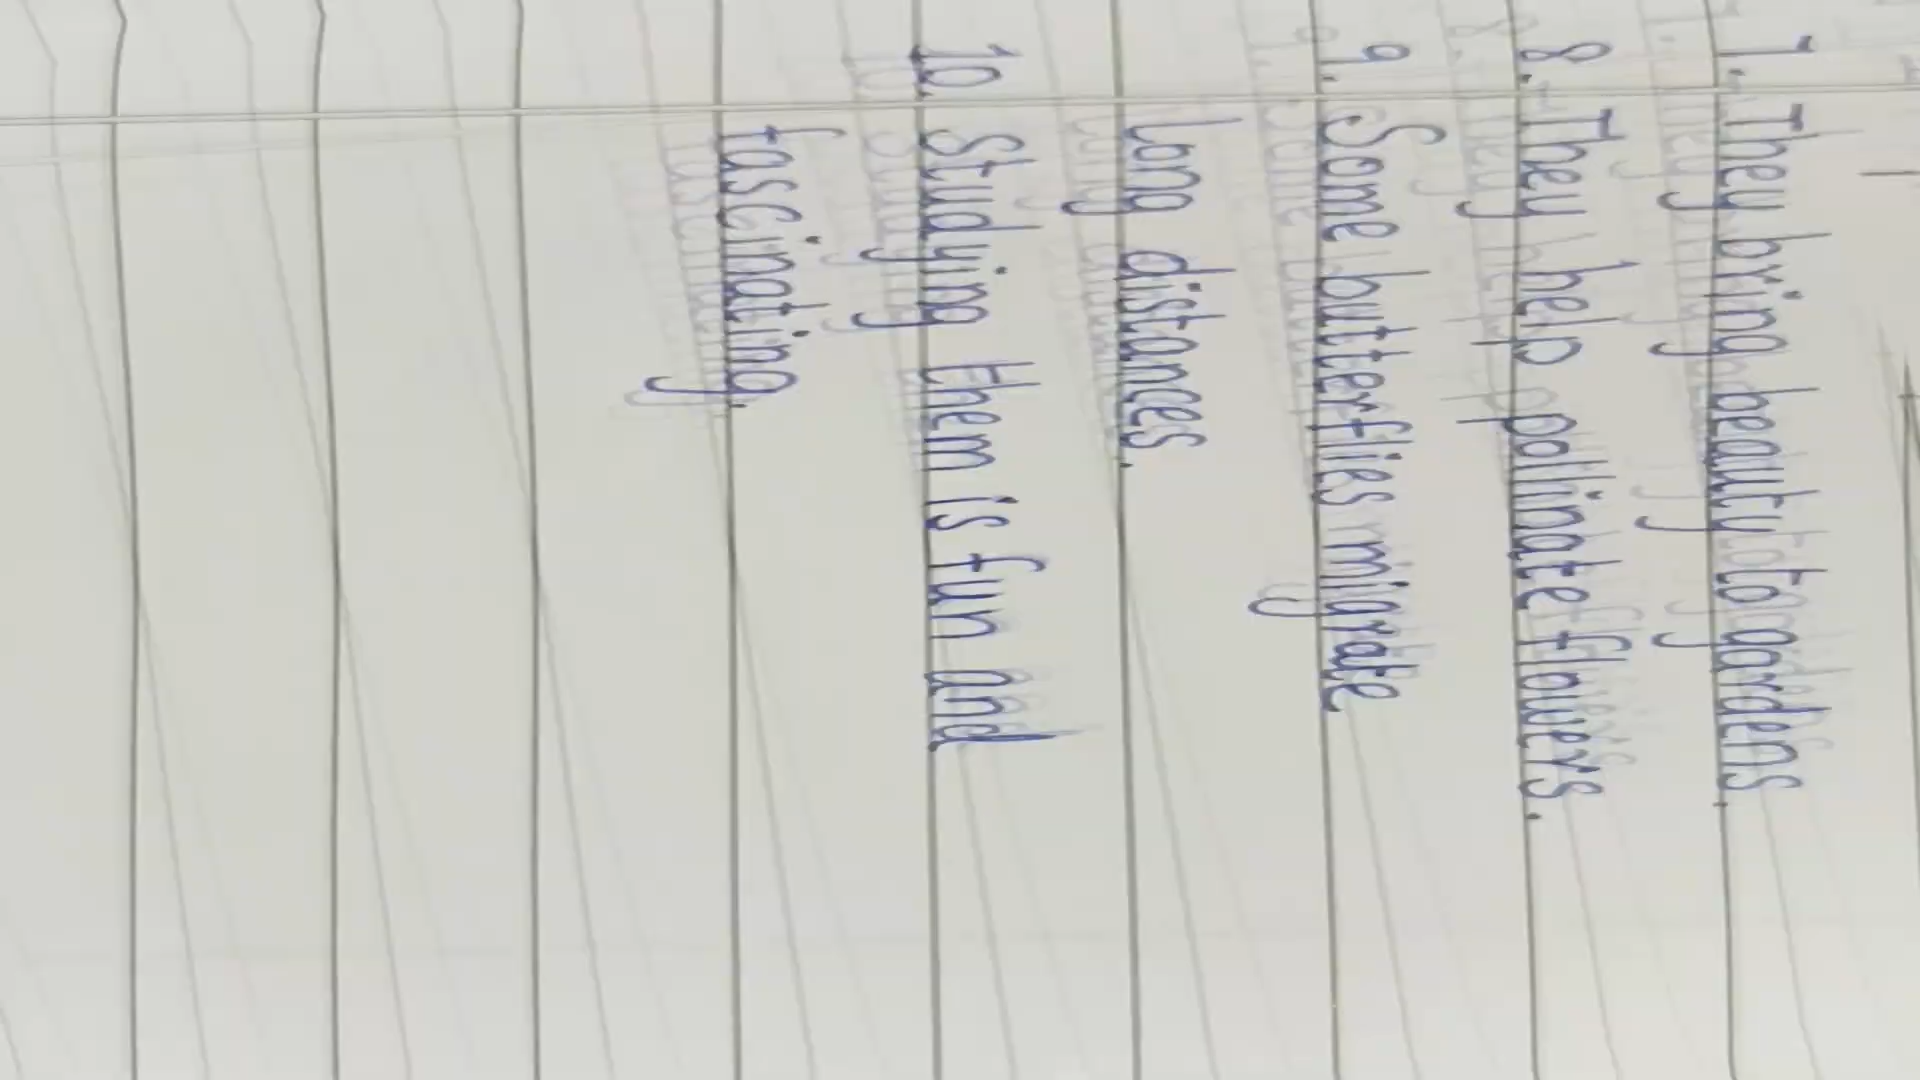 7. They bring beauty to gardens.
8. They help pollinate flowers.
9. Some butterflies migrate
long distances.
10. Studying them is fun and
fascinating.